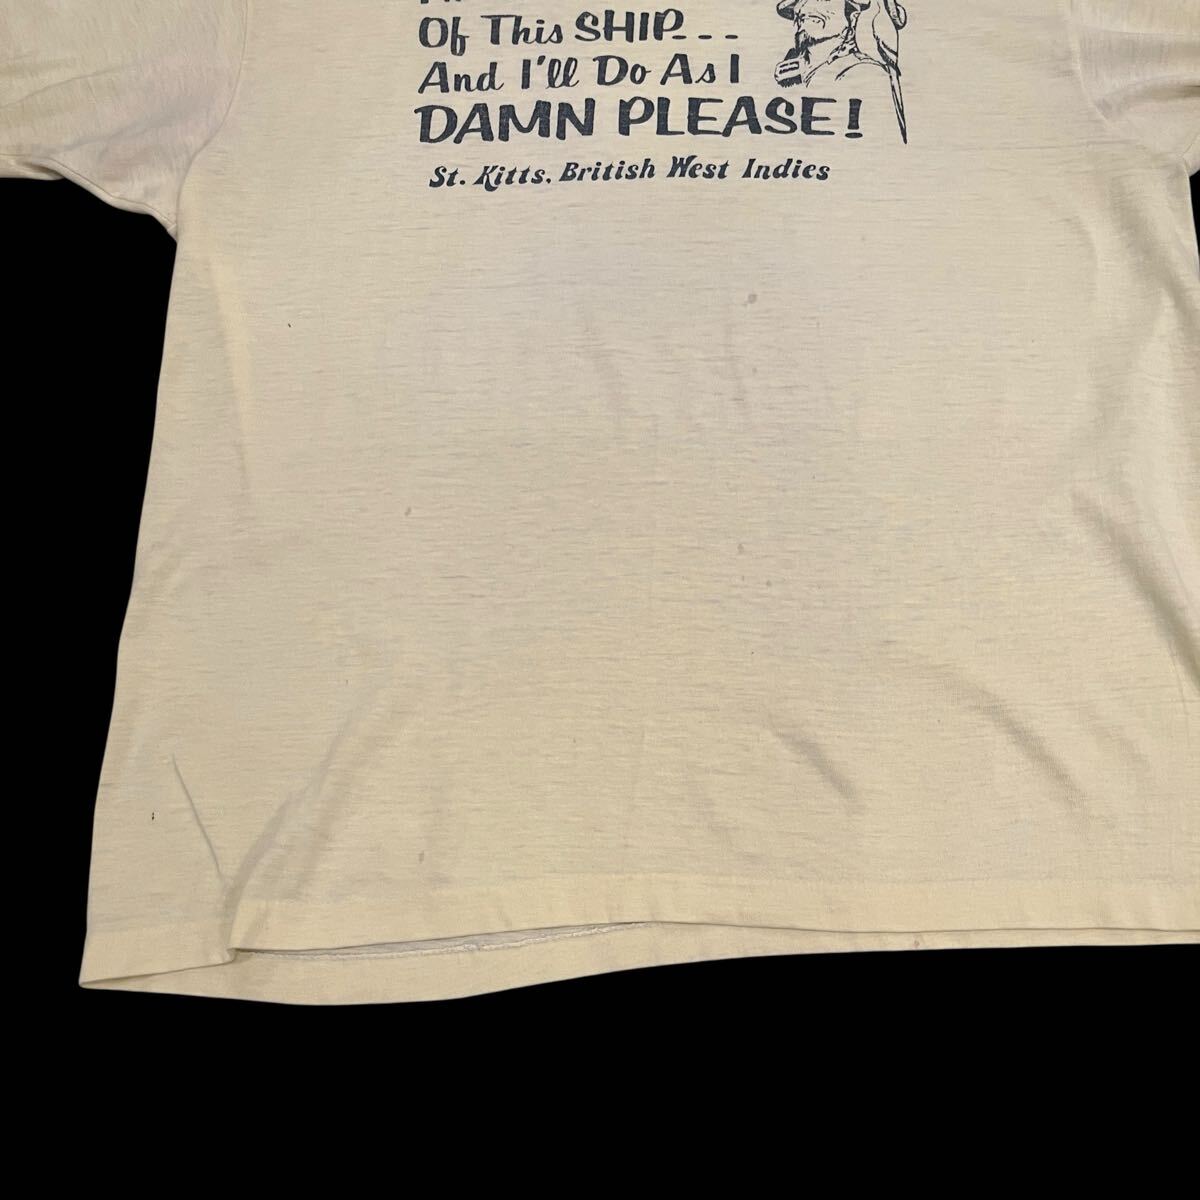 Of This SHIP...
And I'll Do As I
DAMN PLEASE!
St. Kitts, British West Indies